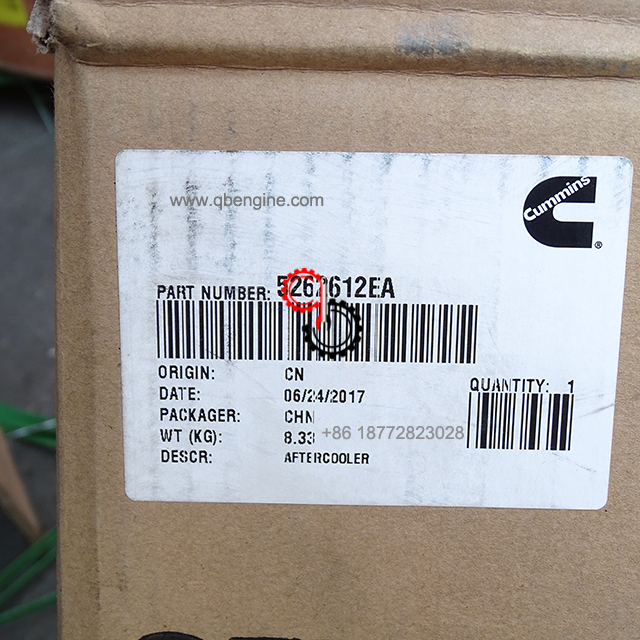 www.qbengine.com
Cummins
®
PART NUMBER: 5262612EA
ORIGIN: CN
DATE: 06/24/2017
QUANTITY: 1
PACKAGER: CHN
WT (KG): 8.33
+86 18772823028
DESCR: AFTERCOOLER